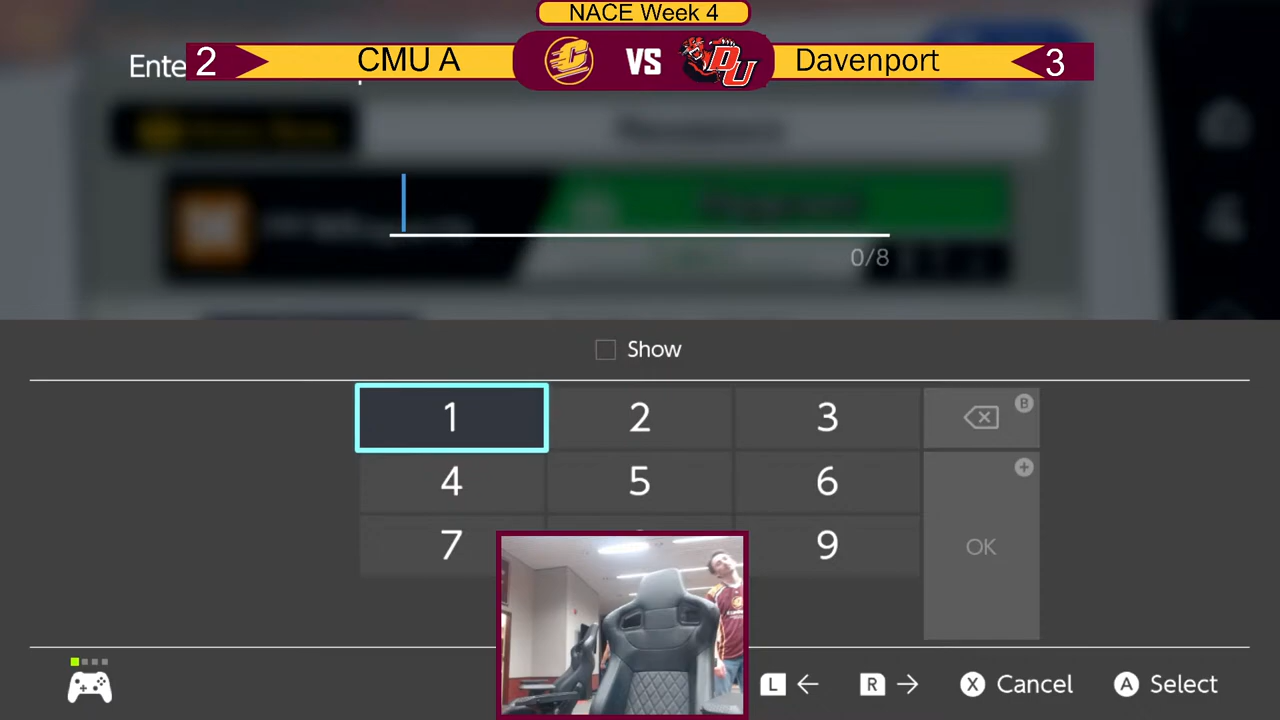 NACE Week 4
Ente
2 CMU A VS DU Davenport 3
0/8
Show
1 2 3 B
4 5 6 +
7 9 OK
L ← R → X Cancel A Select